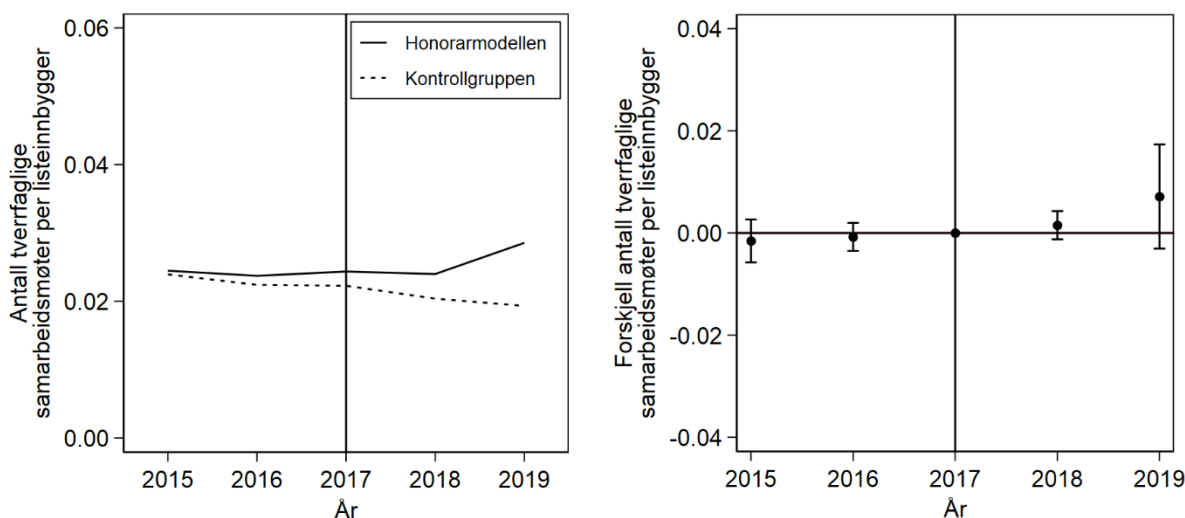 Antall tverrfaglige
samarbeidsmøter per listeinnbygger
0.06
0.04
0.02
0.00
Honorarmodellen
Kontrollgruppen
2015 2016 2017 2018 2019
År
Forskjell antall tverrfaglige
samarbeidsmøter per listeinnbygger
0.04
0.02
0.00
-0.02
-0.04
2015 2016 2017 2018 2019
År